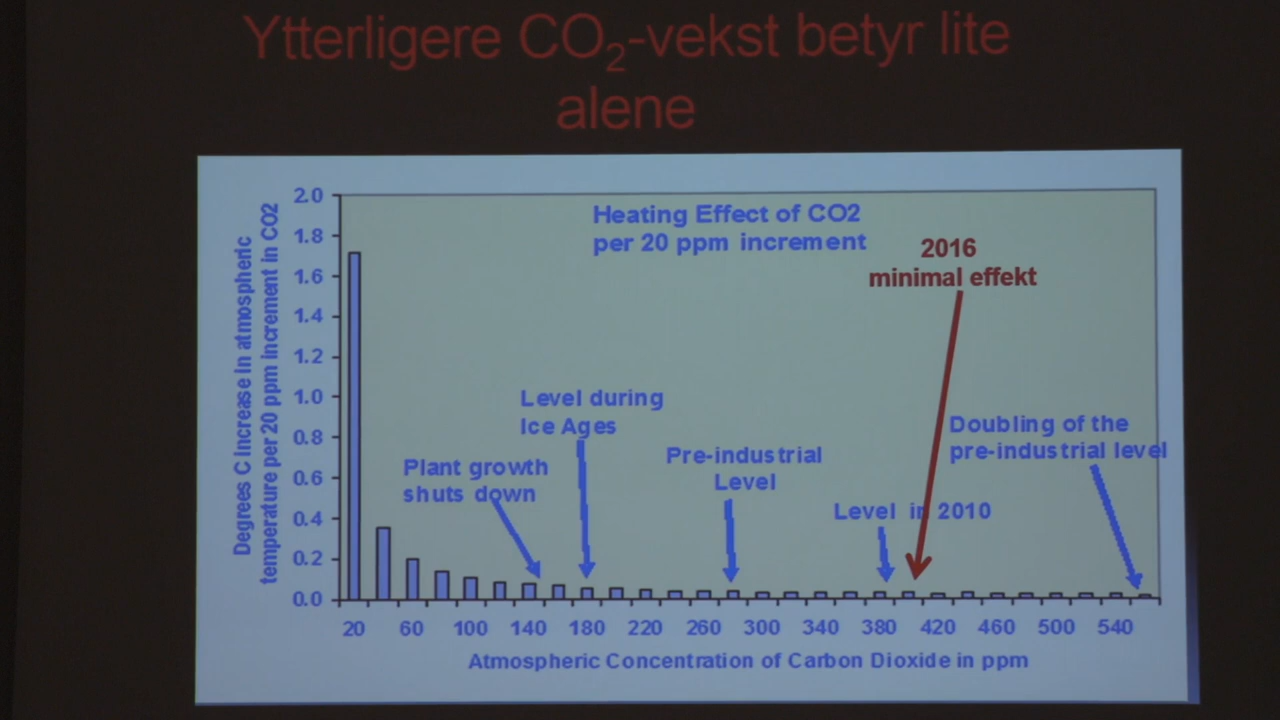 Ytterligere CO2-vekst betyr lite
alene
Heating Effect of CO2
per 20 ppm increment
2016
minimal effekt
Level during
Ice Ages
Plant growth
shuts down
Pre-industrial
Level
Level in 2010
Doubling of the
pre-industrial level
Degrees C increase in atmospheric
temperature per 20 ppm increment in CO2
2.0
1.8
1.6
1.4
1.2
1.0
0.8
0.6
0.4
0.2
0.0
20 60 100 140 180 220 260 300 340 380 420 460 500 540
Atmospheric Concentration of Carbon Dioxide in ppm